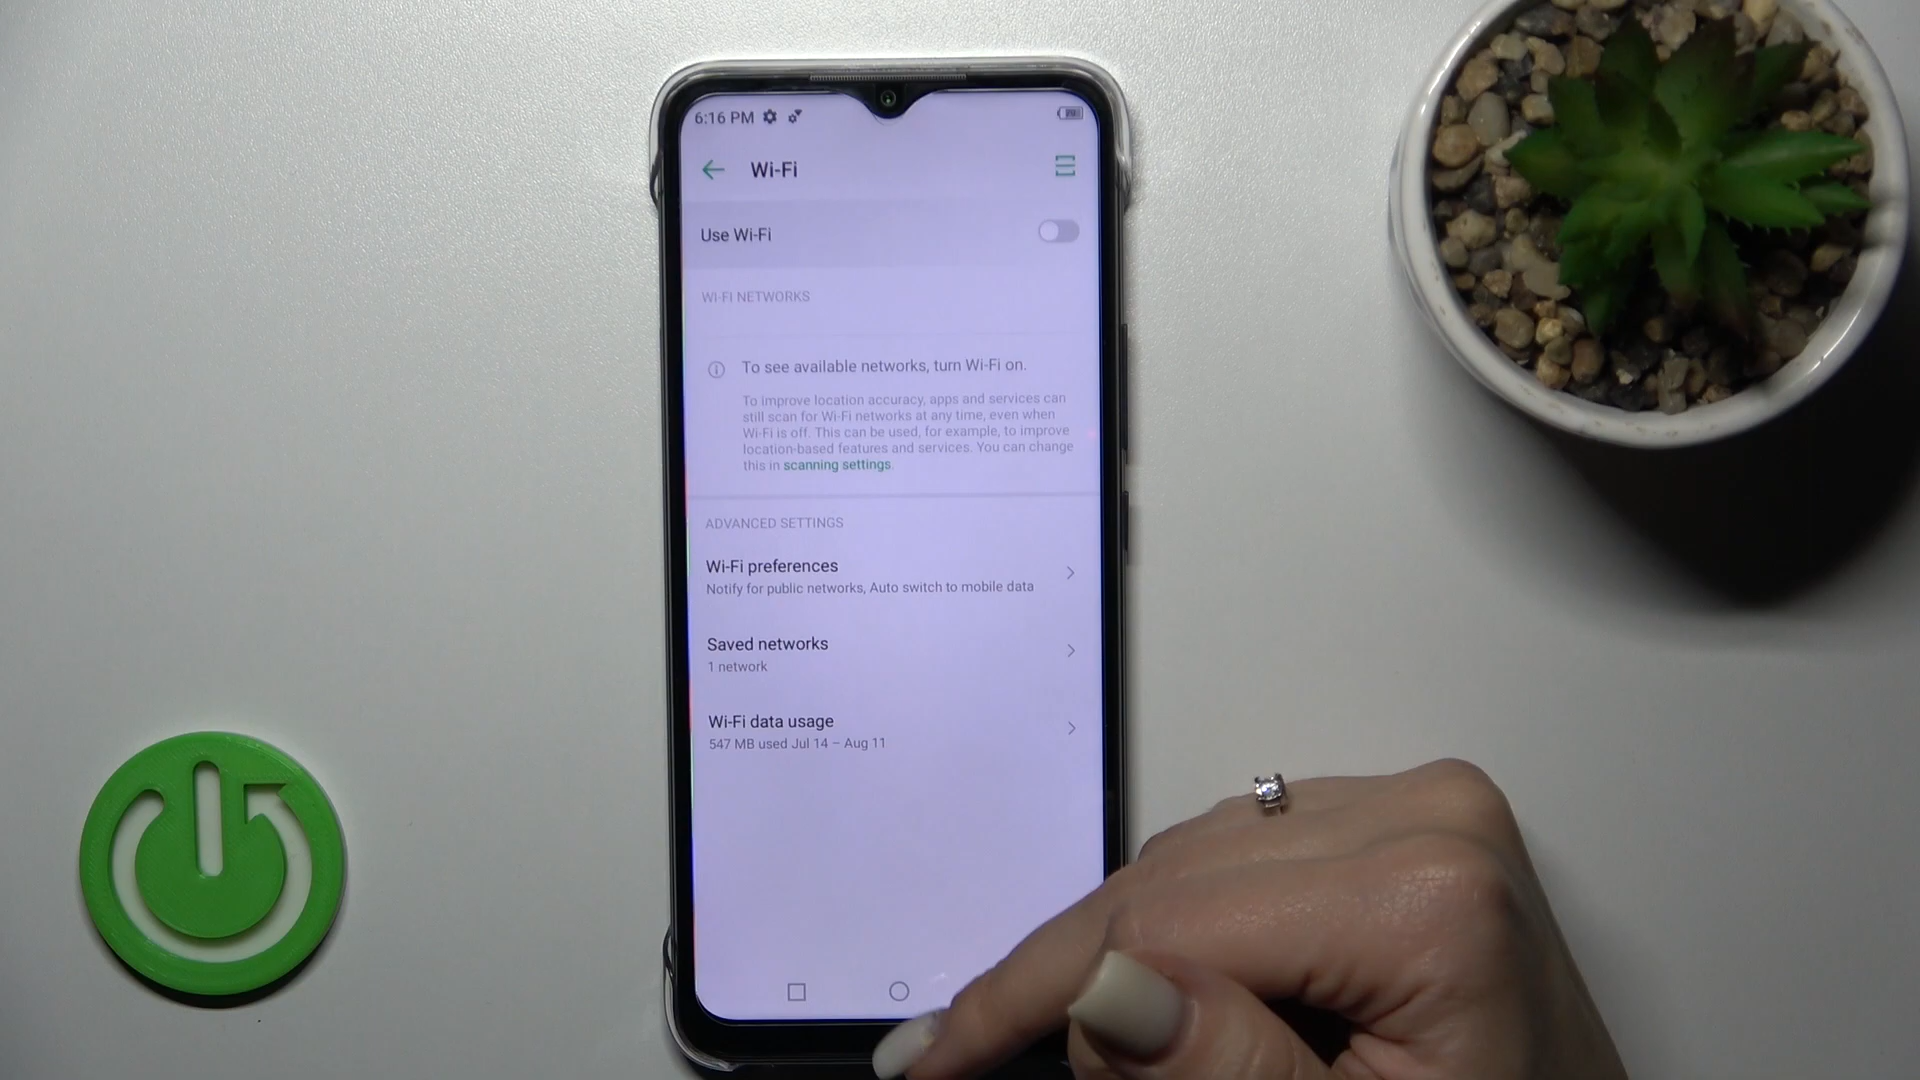 6:16 PM
Wi-Fi
Use Wi-Fi
WI-FI NETWORKS
To see available networks, turn Wi-Fi on.
To improve location accuracy, apps and services can
still scan for Wi-Fi networks at any time, even when
Wi-Fi is off. This can be used, for example, to improve
location-based features and services. You can change
this in scanning settings.
ADVANCED SETTINGS
Wi-Fi preferences
Notify for public networks, Auto switch to mobile data
Saved networks
1 network
Wi-Fi data usage
547 MB used Jul 14 – Aug 11